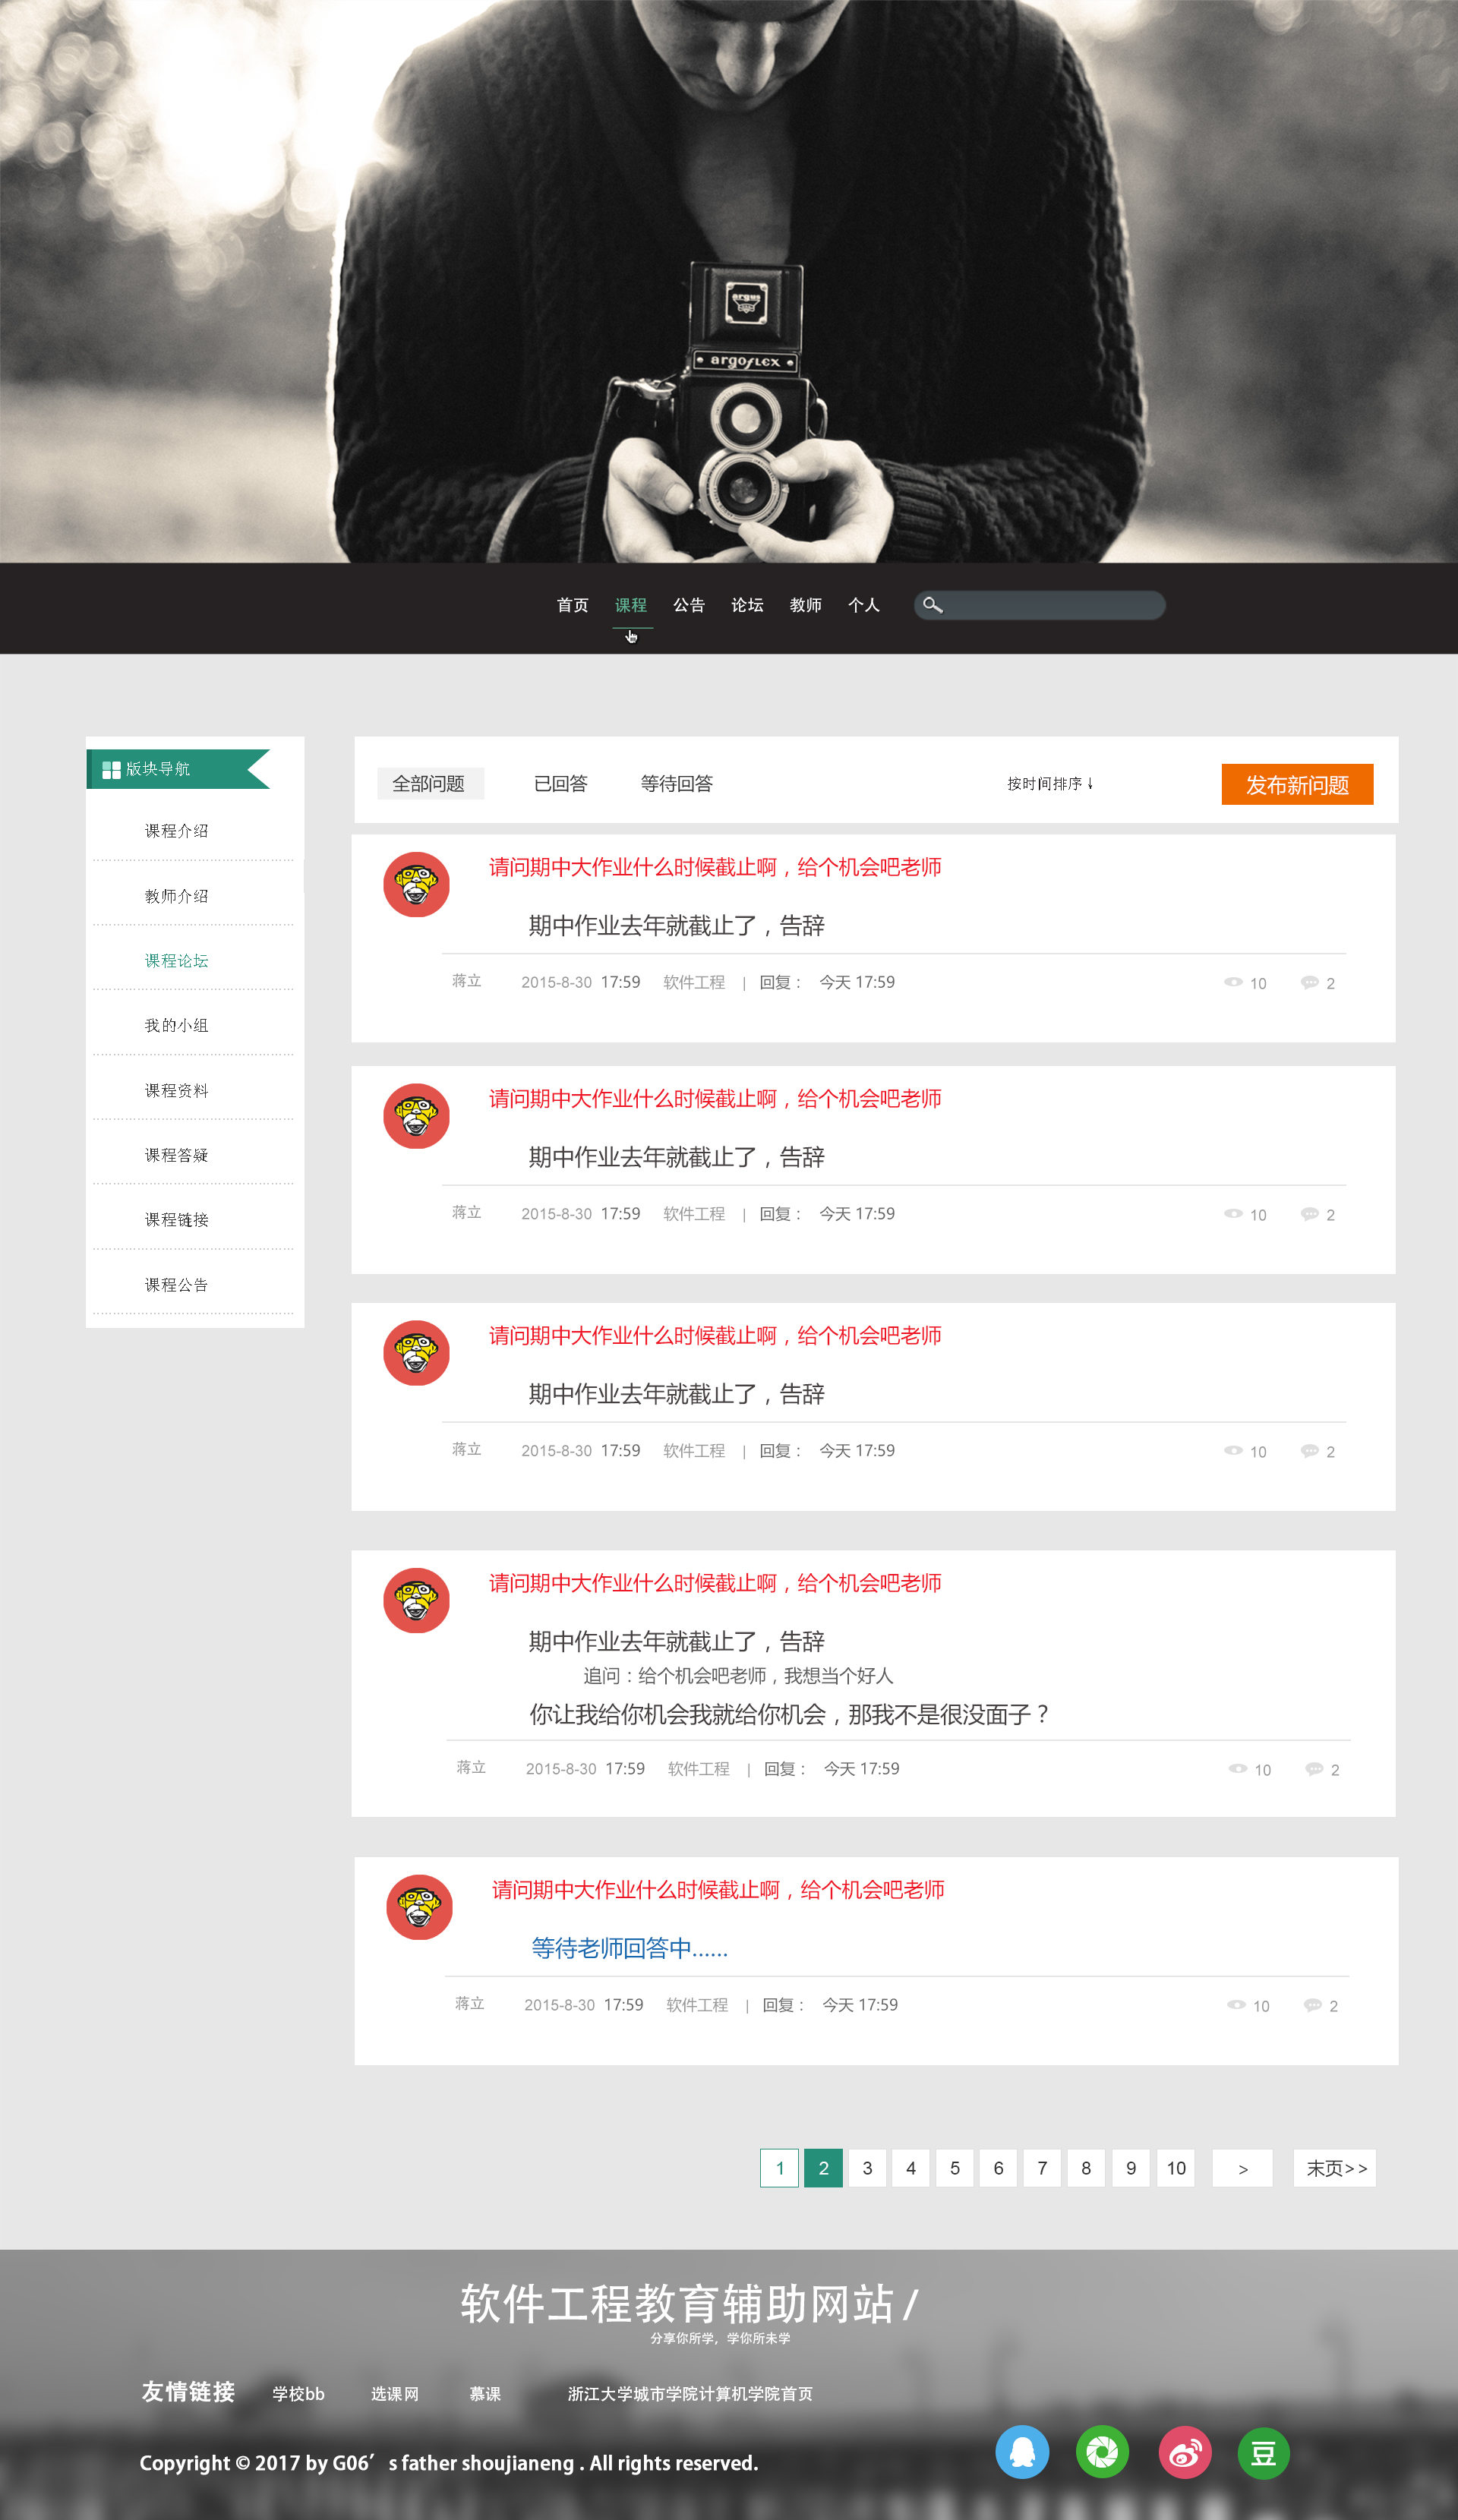 argus
argoflex
首页 课程 公告 论坛 教师 个人
版块导航
课程介绍
教师介绍
课程论坛
我的小组
课程资料
课程答疑
课程链接
课程公告
全部问题 已回答 等待回答 按时间排序↓ 发布新问题
请问期中大作业什么时候截止啊，给个机会吧老师
期中作业去年就截止了，告辞
蒋立 2015-8-30 17:59 软件工程 | 回复： 今天 17:59 10 2
请问期中大作业什么时候截止啊，给个机会吧老师
期中作业去年就截止了，告辞
蒋立 2015-8-30 17:59 软件工程 | 回复： 今天 17:59 10 2
请问期中大作业什么时候截止啊，给个机会吧老师
期中作业去年就截止了，告辞
蒋立 2015-8-30 17:59 软件工程 | 回复： 今天 17:59 10 2
请问期中大作业什么时候截止啊，给个机会吧老师
期中作业去年就截止了，告辞
追问：给个机会吧老师，我想当个好人
你让我给你机会我就给你机会，那我不是很没面子？
蒋立 2015-8-30 17:59 软件工程 | 回复： 今天 17:59 10 2
请问期中大作业什么时候截止啊，给个机会吧老师
等待老师回答中......
蒋立 2015-8-30 17:59 软件工程 | 回复： 今天 17:59 10 2
1 2 3 4 5 6 7 8 9 10 > 末页>>
软件工程教育辅助网站/
分享你所学，学你所未学
友情链接 学校bb 选课网 慕课 浙江大学城市学院计算机学院首页
Copyright © 2017 by G06’s father shoujianeng . All rights reserved.
豆